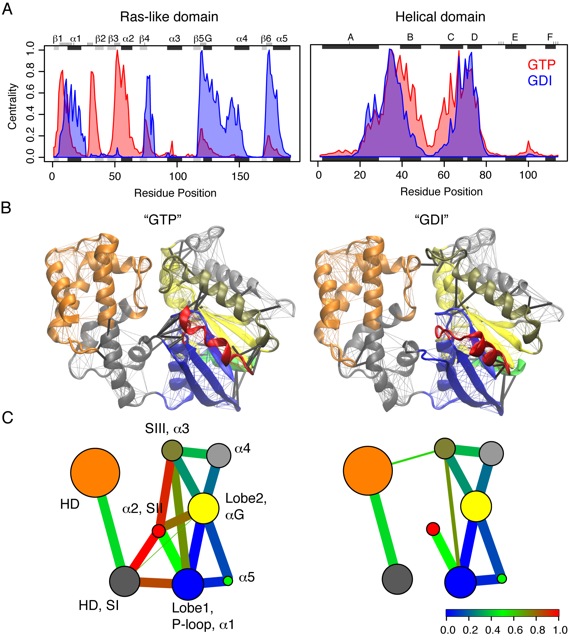 A
Ras-like domain
Helical domain
β1 α1 β2 β3 α2 β4 α3 β5G α4 β6 α5
A B C D E F
Centrality
0.0 0.2 0.4 0.6 0.8 1.0
0 50 100 150
Residue Position
GTP
GDI
0 20 40 60 80 100
Residue Position
B
“GTP”
“GDI”
C
SIII, α3
α4
HD
α2, SII
Lobe2,
αG
α5
HD, SI
Lobe1,
P-loop, α1
0.0 0.2 0.4 0.6 0.8 1.0